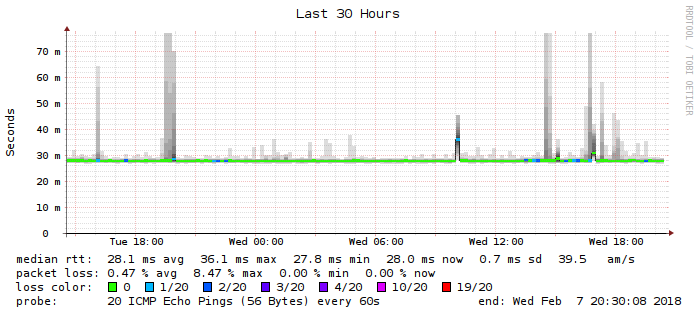 Last 30 Hours
RRDTOOL / TOBI OETIKER
Seconds
70 m
60 m
50 m
40 m
30 m
20 m
10 m
0
Tue 18:00 Wed 00:00 Wed 06:00 Wed 12:00 Wed 18:00
median rtt: 28.1 ms avg 36.1 ms max 27.8 ms min 28.0 ms now 0.7 ms sd 39.5 am/s
packet loss: 0.47 % avg 8.47 % max 0.00 % min 0.00 % now
loss color: 0 1/20 2/20 3/20 4/20 10/20 19/20
probe: 20 ICMP Echo Pings (56 Bytes) every 60s end: Wed Feb 7 20:30:08 2018